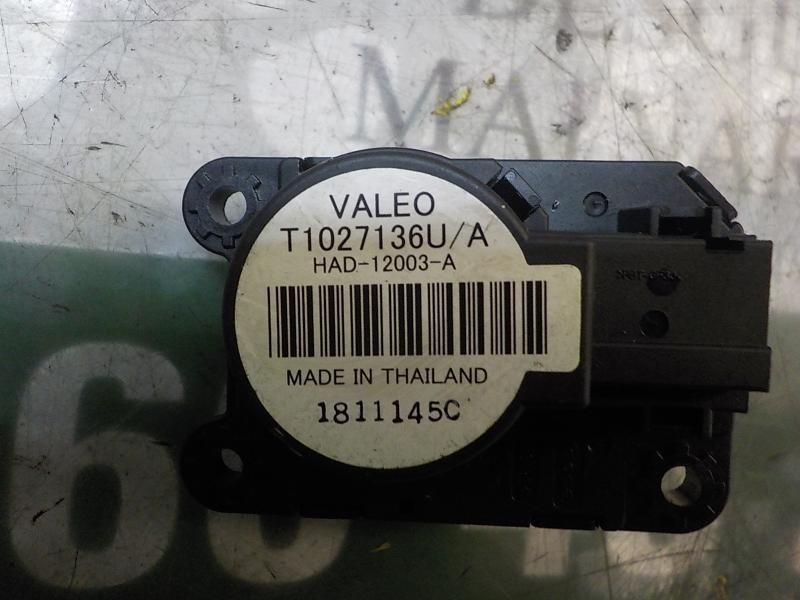 VALEO
T1027136U/A
HAD-12003-A
MADE IN THAILAND
1811145C